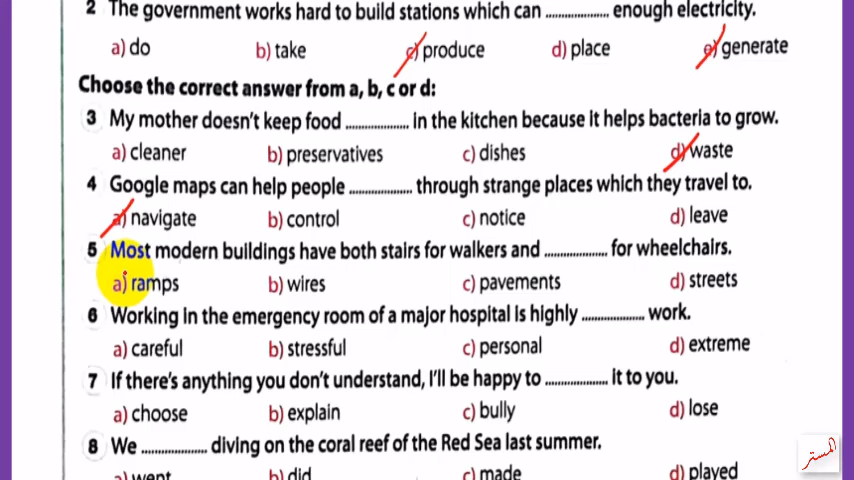 2 The government works hard to build stations which can .................. enough electricity.
a) do b) take c) produce d) place e) generate
Choose the correct answer from a, b, c or d:
3 My mother doesn't keep food .................. in the kitchen because it helps bacteria to grow.
a) cleaner b) preservatives c) dishes d) waste
4 Google maps can help people .................. through strange places which they travel to.
a) navigate b) control c) notice d) leave
5 Most modern buildings have both stairs for walkers and .................. for wheelchairs.
a) ramps b) wires c) pavements d) streets
6 Working in the emergency room of a major hospital is highly .................. work.
a) careful b) stressful c) personal d) extreme
7 If there's anything you don't understand, I'll be happy to .................. it to you.
a) choose b) explain c) bully d) lose
8 We .................. diving on the coral reef of the Red Sea last summer.
a) went b) did c) made d) played
المستر